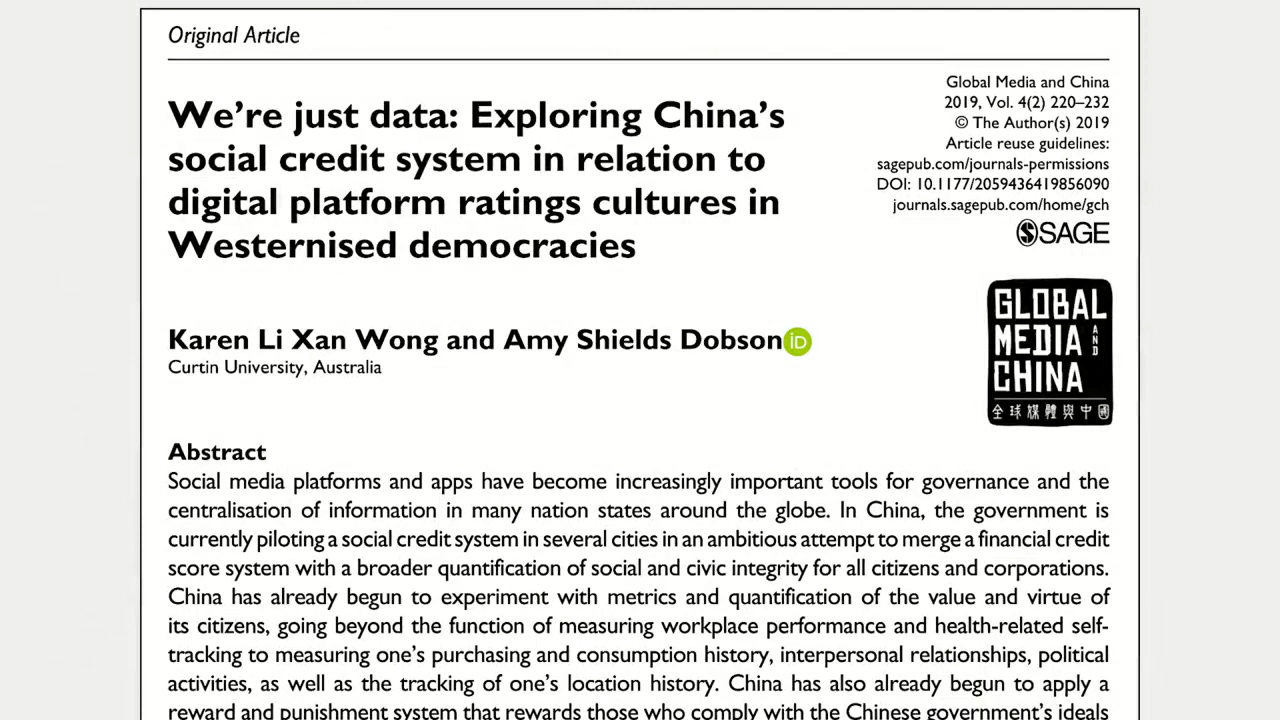 Original Article
Global Media and China
2019, Vol. 4(2) 220–232
© The Author(s) 2019
Article reuse guidelines:
sagepub.com/journals-permissions
DOI: 10.1177/2059436419856090
journals.sagepub.com/home/gch
SAGE
We’re just data: Exploring China’s
social credit system in relation to
digital platform ratings cultures in
Westernised democracies
GLOBAL
MEDIA AND
CHINA
全球媒體與中國
Karen Li Xan Wong and Amy Shields Dobson iD
Curtin University, Australia
Abstract
Social media platforms and apps have become increasingly important tools for governance and the
centralisation of information in many nation states around the globe. In China, the government is
currently piloting a social credit system in several cities in an ambitious attempt to merge a financial credit
score system with a broader quantification of social and civic integrity for all citizens and corporations.
China has already begun to experiment with metrics and quantification of the value and virtue of
its citizens, going beyond the function of measuring workplace performance and health-related self-
tracking to measuring one’s purchasing and consumption history, interpersonal relationships, political
activities, as well as the tracking of one’s location history. China has also already begun to apply a
reward and punishment system that rewards those who comply with the Chinese government’s ideals